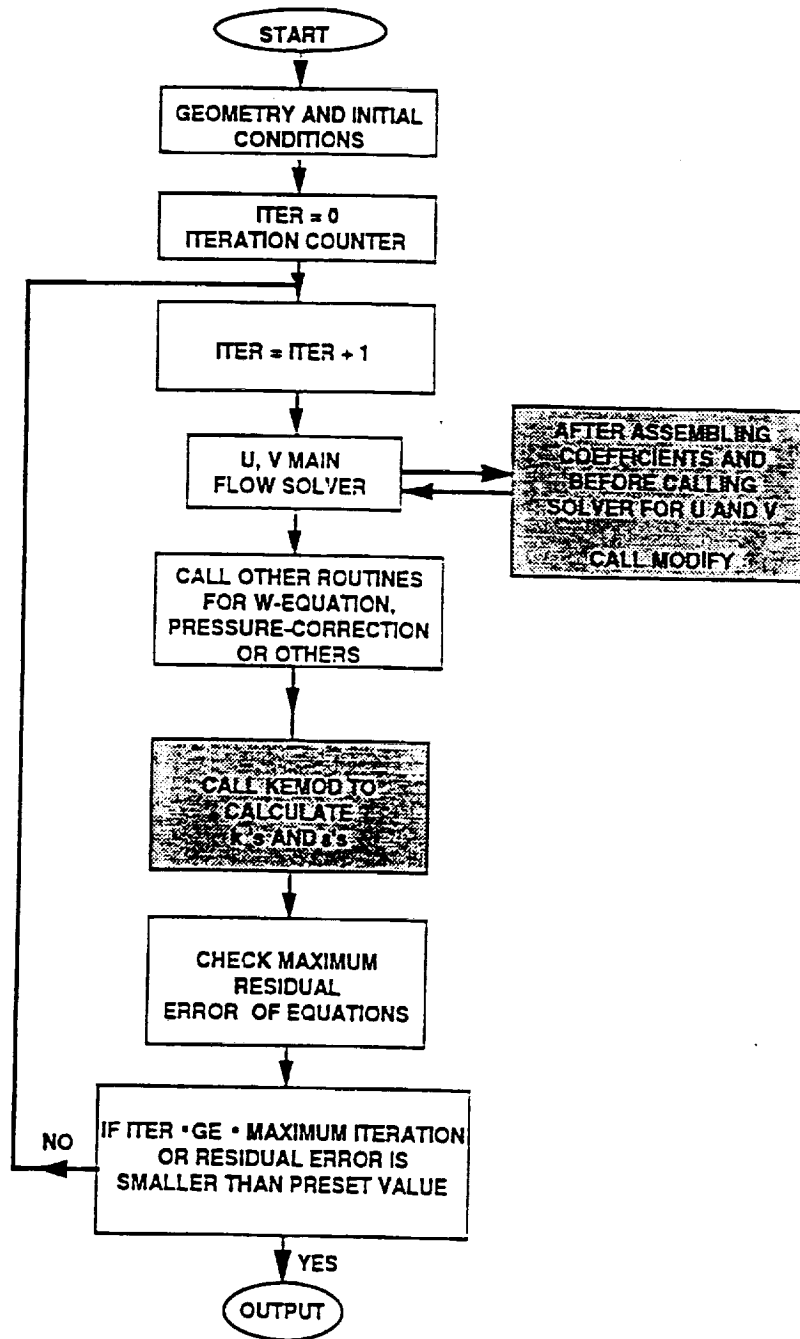 START
GEOMETRY AND INITIAL
CONDITIONS
ITER = 0
ITERATION COUNTER
ITER = ITER + 1
U, V MAIN
FLOW SOLVER
AFTER ASSEMBLING
COEFFICIENTS AND
BEFORE CALLING
SOLVER FOR U AND V
CALL MODIFY
CALL OTHER ROUTINES
FOR W-EQUATION,
PRESSURE-CORRECTION
OR OTHERS
CALL KEMOD TO
CALCULATE
k's AND ε's
CHECK MAXIMUM
RESIDUAL
ERROR OF EQUATIONS
IF ITER •GE • MAXIMUM ITERATION
OR RESIDUAL ERROR IS
SMALLER THAN PRESET VALUE
NO
YES
OUTPUT